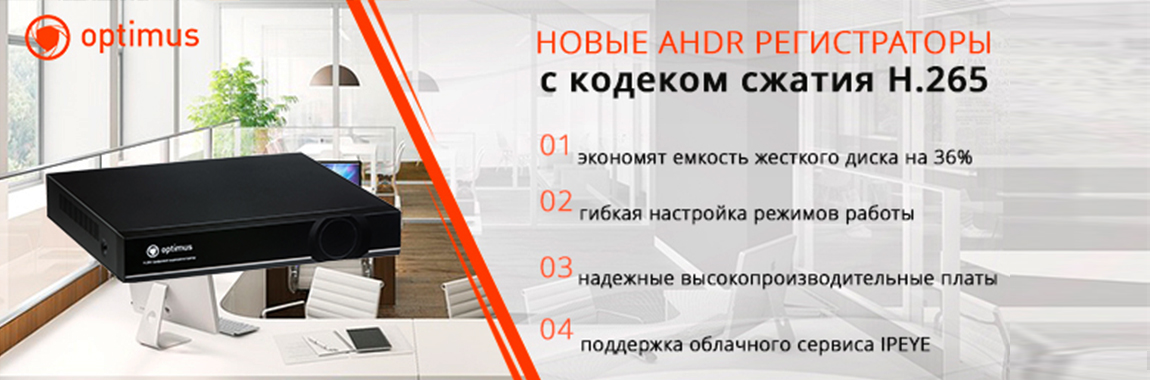 optimus
НОВЫЕ AHDR РЕГИСТРАТОРЫ
с кодеком сжатия H.265
01
экономят емкость жесткого диска на 36%
02
гибкая настройка режимов работы
03
надежные высокопроизводительные платы
04
поддержка облачного сервиса IPEYE
optimus